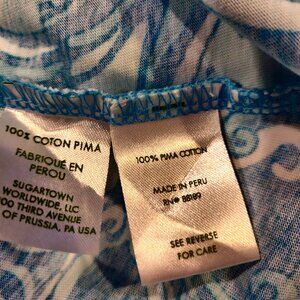 100% COTON PIMA
FABRIQUÉ EN
PEROU
SUGARTOWN
WORLDWIDE, LLC
00 THIRD AVENUE
OF PRUSSIA, PA USA
100% PIMA COTTON
MADE IN PERU
RN#
SEE REVERSE
FOR CARE